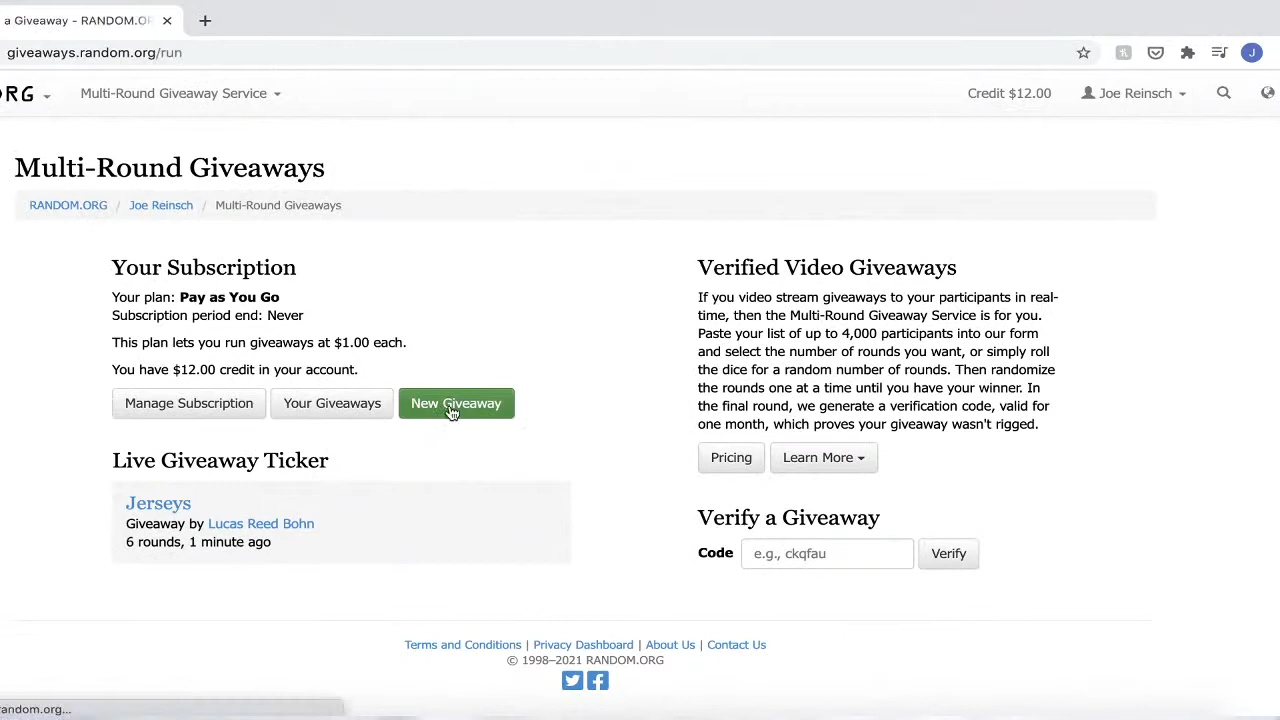 a Giveaway - RANDOM.OR
giveaways.random.org/run
J
ORG
Multi-Round Giveaway Service
Credit $12.00
Joe Reinsch
Multi-Round Giveaways
RANDOM.ORG / Joe Reinsch / Multi-Round Giveaways
Your Subscription
Your plan: Pay as You Go
Subscription period end: Never
This plan lets you run giveaways at $1.00 each.
You have $12.00 credit in your account.
Manage Subscription
Your Giveaways
New Giveaway
Live Giveaway Ticker
Jerseys
Giveaway by Lucas Reed Bohn
6 rounds, 1 minute ago
Verified Video Giveaways
If you video stream giveaways to your participants in real-
time, then the Multi-Round Giveaway Service is for you.
Paste your list of up to 4,000 participants into our form
and select the number of rounds you want, or simply roll
the dice for a random number of rounds. Then randomize
the rounds one at a time until you have your winner. In
the final round, we generate a verification code, valid for
one month, which proves your giveaway wasn't rigged.
Pricing
Learn More
Verify a Giveaway
Code
e.g., ckqfau
Verify
Terms and Conditions | Privacy Dashboard | About Us | Contact Us
© 1998–2021 RANDOM.ORG
random.org...